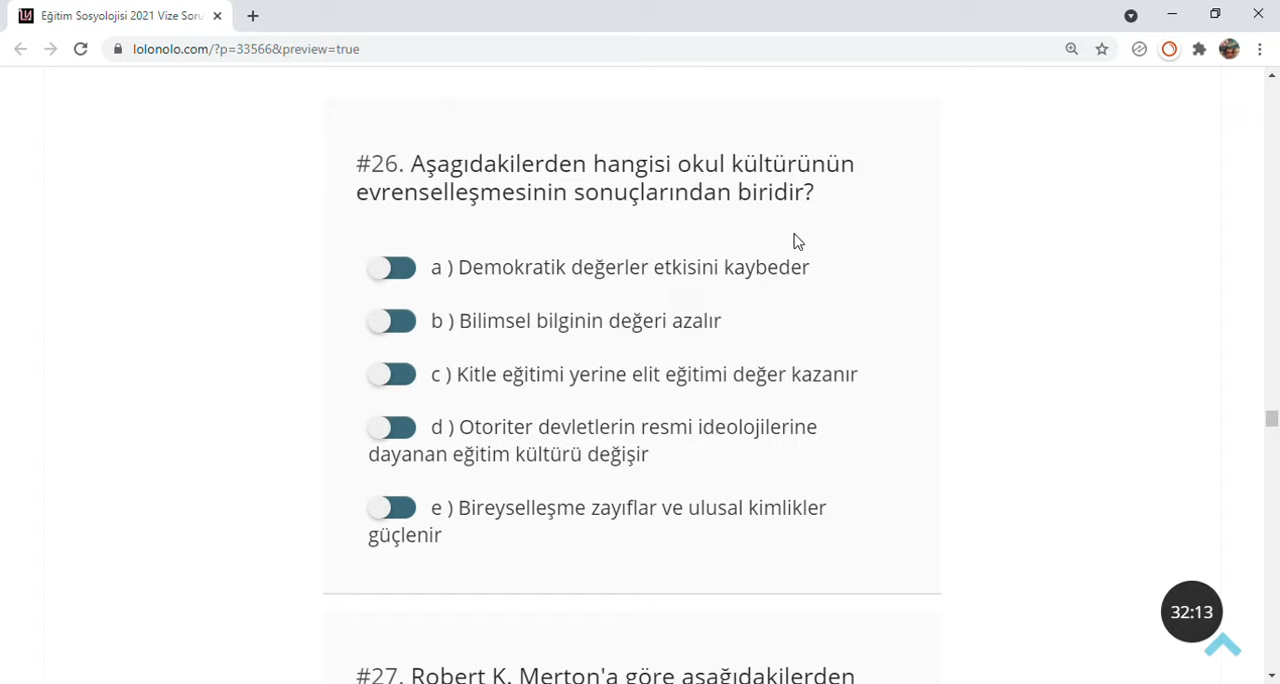 Eğitim Sosyolojisi 2021 Vize Soru
lolonolo.com/?p=33566&preview=true
#26. Aşagıdakilerden hangisi okul kültürünün
evrenselleşmesinin sonuçlarından biridir?
a ) Demokratik değerler etkisini kaybeder
b ) Bilimsel bilginin değeri azalır
c ) Kitle eğitimi yerine elit eğitimi değer kazanır
d ) Otoriter devletlerin resmi ideolojilerine
dayanan eğitim kültürü değişir
e ) Bireyselleşme zayıflar ve ulusal kimlikler
güçlenir
32:13
#27. Robert K. Merton'a göre aşağıdakilerden